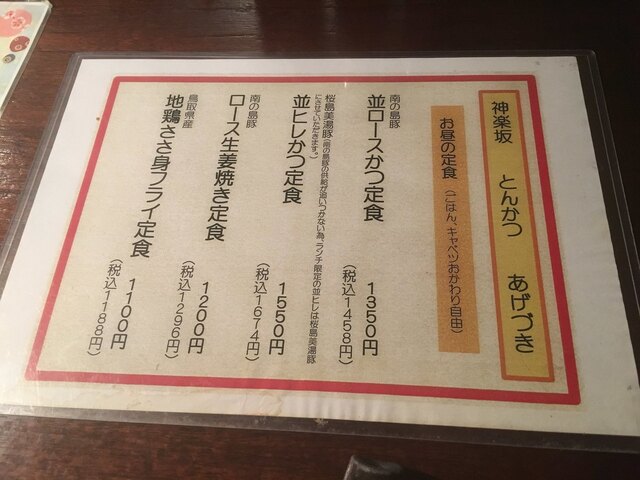 神楽坂 とんかつ あげづき
お昼の定食（ごはん、キャベツおかわり自由）
南の島豚
並ロースかつ定食 1350円
（税込1458円）
桜島美湯豚（南の島豚の供給が追いつかない為、ランチ限定の並ヒレは桜島美湯豚
にさせていただきます。）
並ヒレかつ定食 1550円
（税込1674円）
南の島豚
ロース生姜焼き定食 1200円
（税込1296円）
鳥取県産
地鶏ささ身フライ定食 1100円
（税込1188円）